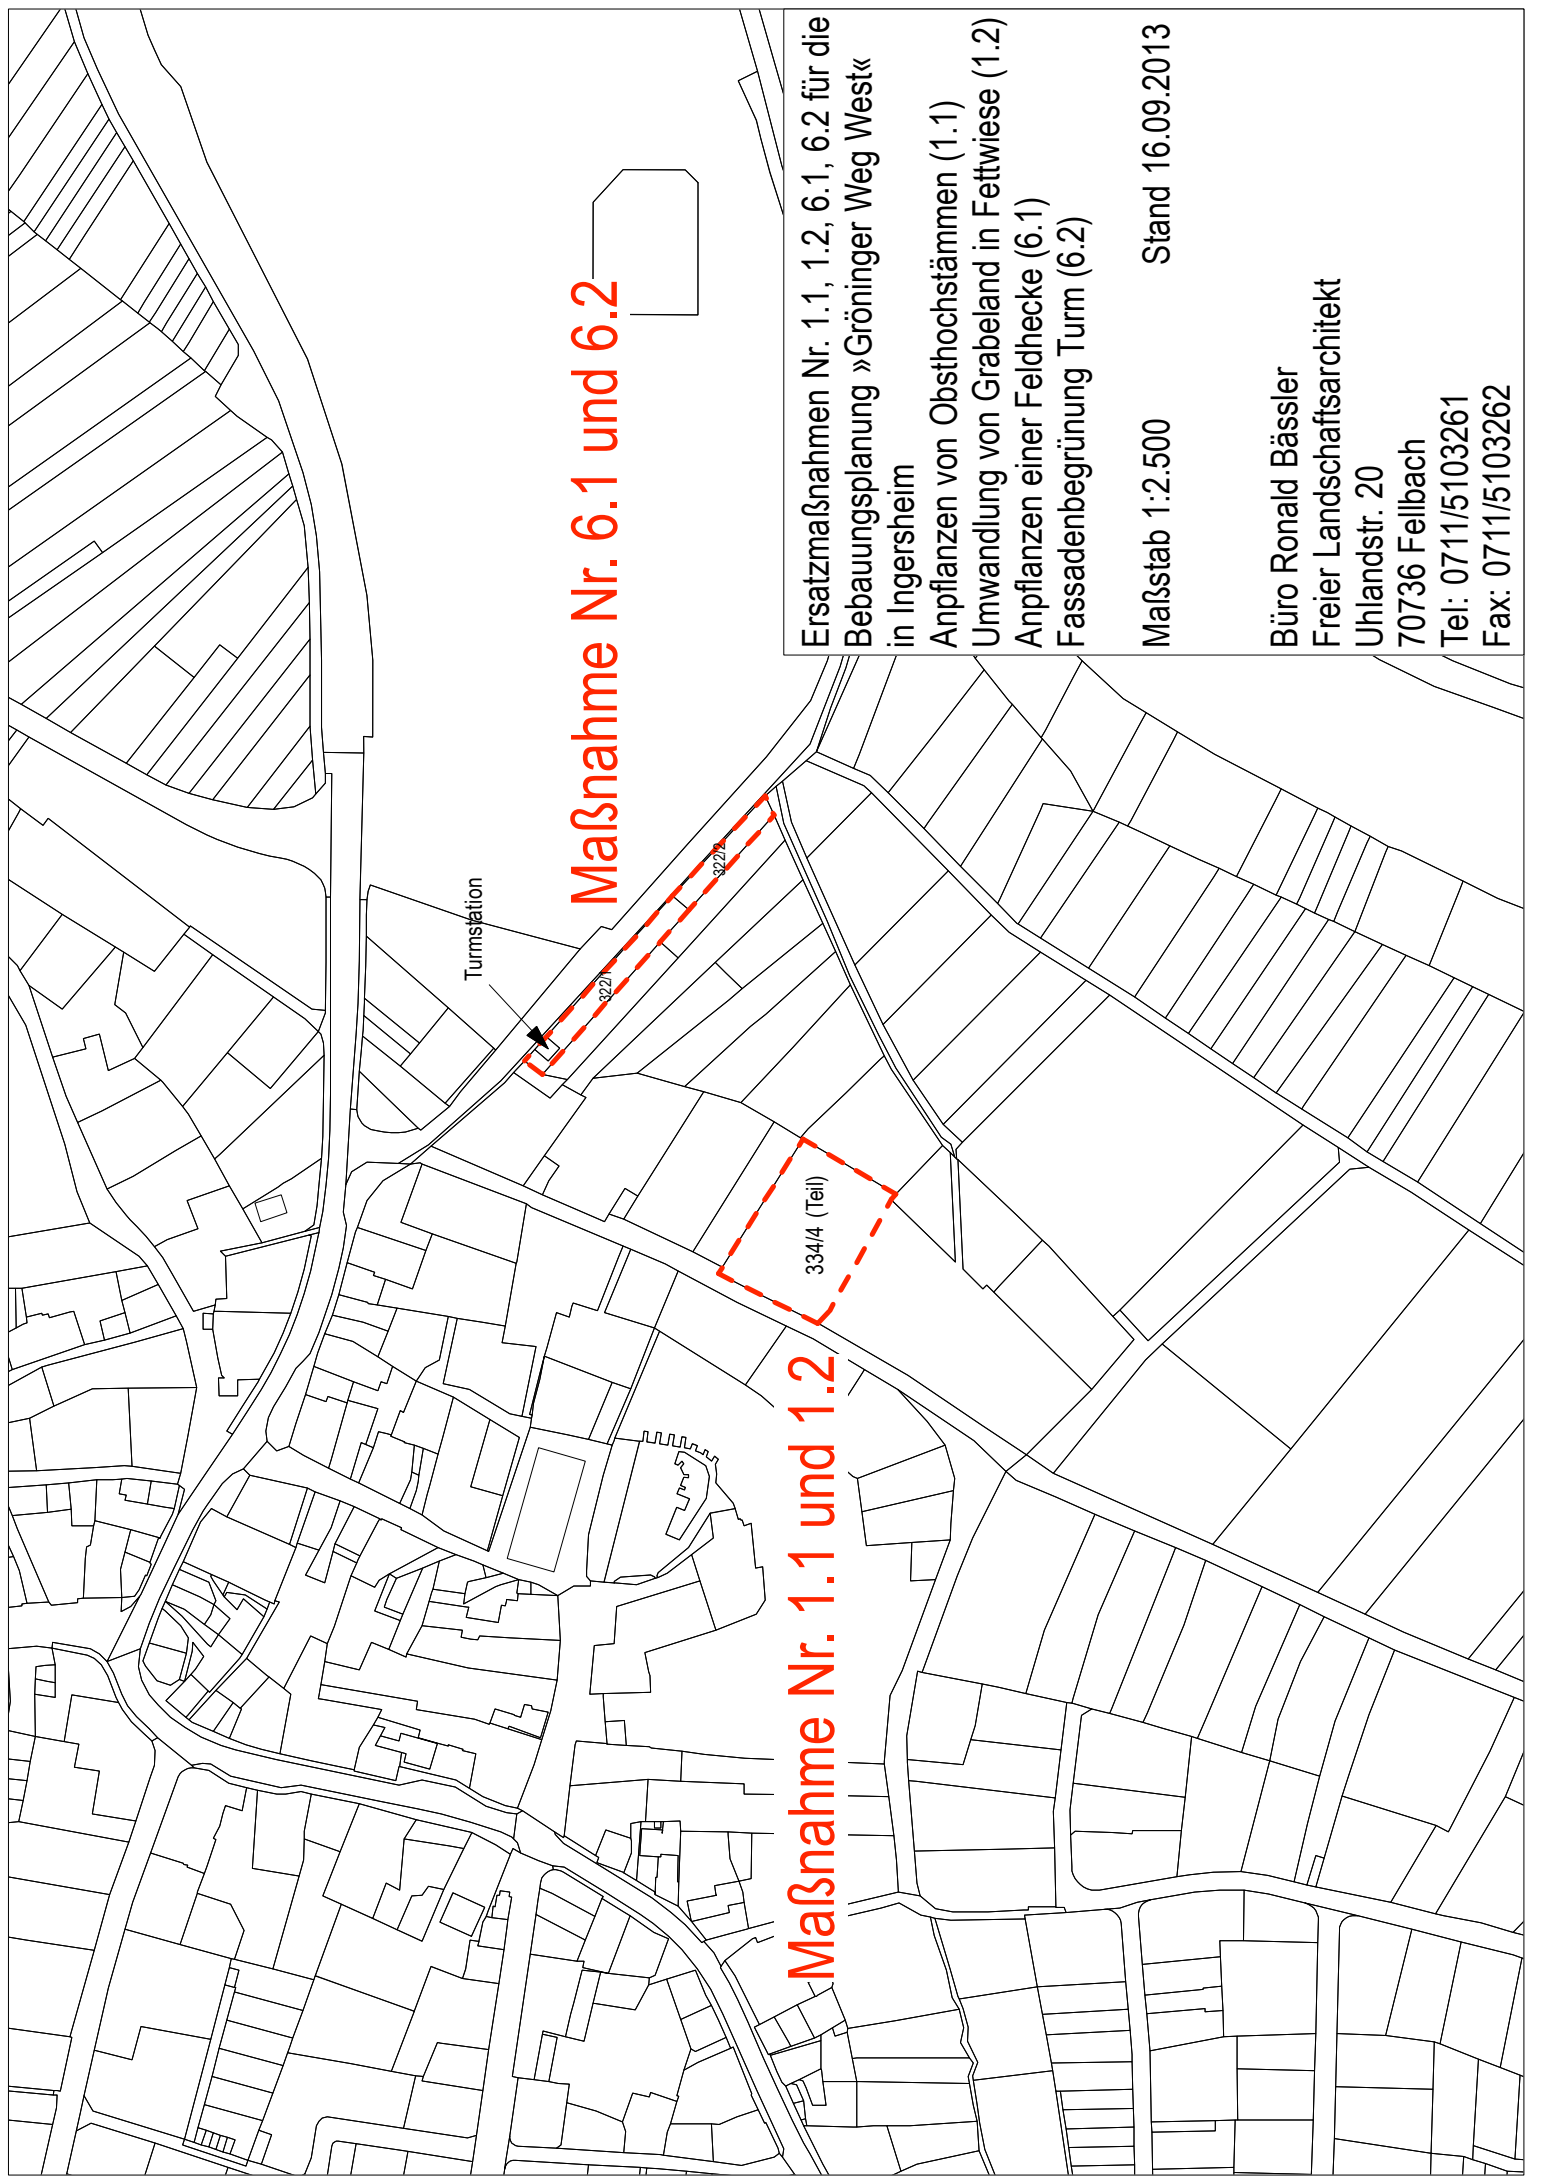 Maßnahme Nr. 6.1 und 6.2
Turmstation
322/1
322/2
334/4 (Teil)
Maßnahme Nr. 1.1 und 1.2
Ersatzmaßnahmen Nr. 1.1, 1.2, 6.1, 6.2 für die
Bebauungsplanung »Gröninger Weg West«
in Ingersheim
Anpflanzen von Obsthochstämmen (1.1)
Umwandlung von Grabeland in Fettwiese (1.2)
Anpflanzen einer Feldhecke (6.1)
Fassadenbegrünung Turm (6.2)
Maßstab 1:2.500 Stand 16.09.2013
Büro Ronald Bässler
Freier Landschaftsarchitekt
Uhlandstr. 20
70736 Fellbach
Tel: 0711/5103261
Fax: 0711/5103262